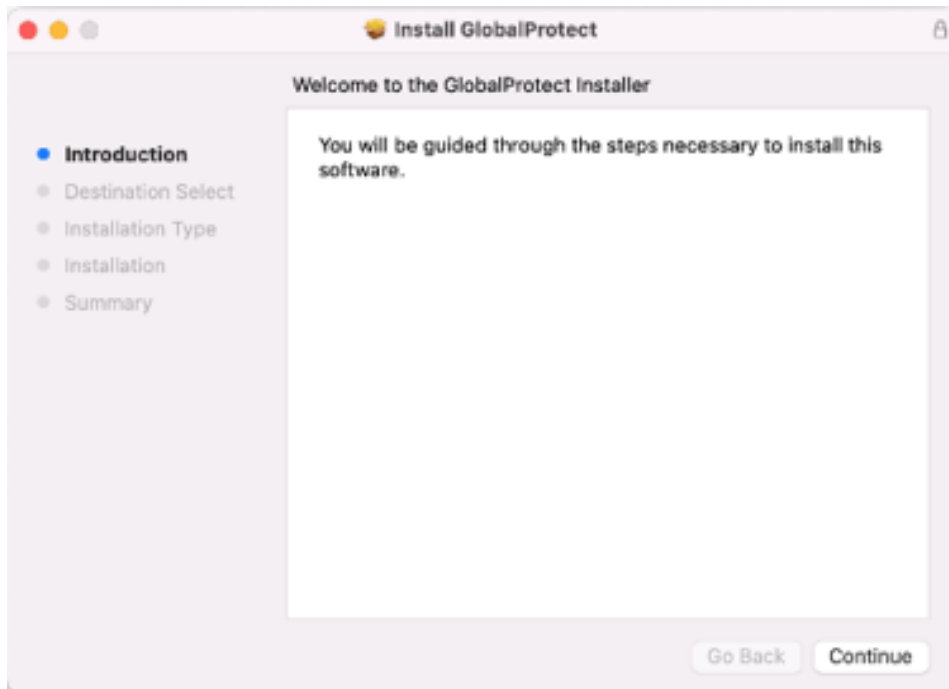 Install GlobalProtect
Welcome to the GlobalProtect Installer
Introduction
Destination Select
Installation Type
Installation
Summary
You will be guided through the steps necessary to install this
software.
Go Back
Continue